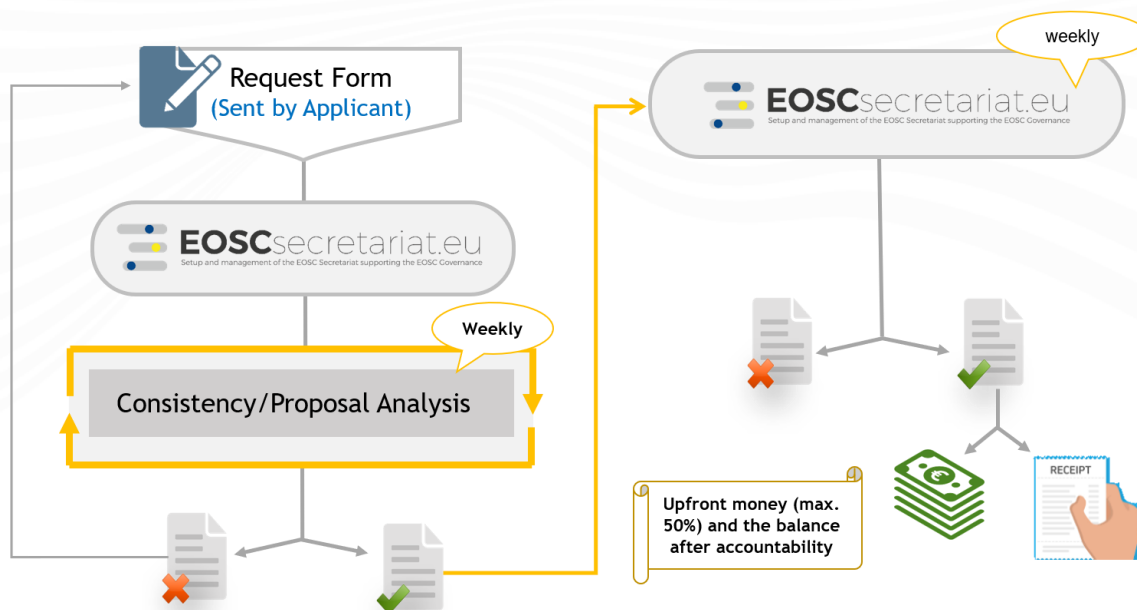 Request Form
(Sent by Applicant)
EOSCsecretariat.eu
Setup and management of the EOSC Secretariat supporting the EOSC Governance
Weekly
Consistency/Proposal Analysis
weekly
EOSCsecretariat.eu
Setup and management of the EOSC Secretariat supporting the EOSC Governance
Upfront money (max.
50%) and the balance
after accountability
RECEIPT